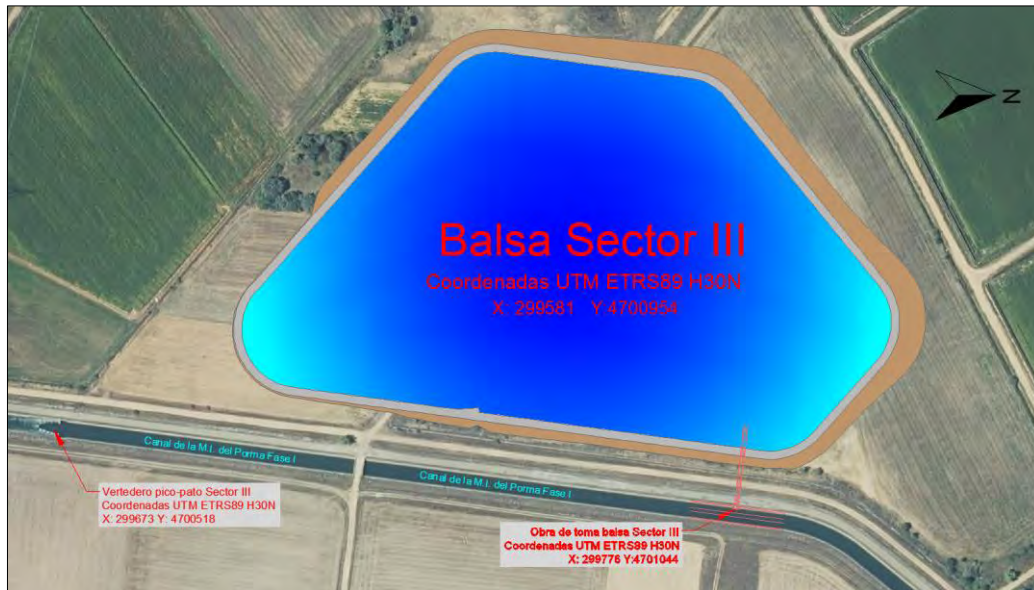 N
Balsa Sector III
Coordenadas UTM ETRS89 H30N
X: 299581 Y:4700954
Canal de la M.I. del Porma Fase I
Canal de la M.I. del Porma Fase I
Vertedero pico-pato Sector III
Coordenadas UTM ETRS89 H30N
X: 299673 Y: 4700518
Obra de toma balsa Sector III
Coordenadas UTM ETRS89 H30N
X: 299776 Y:4701044